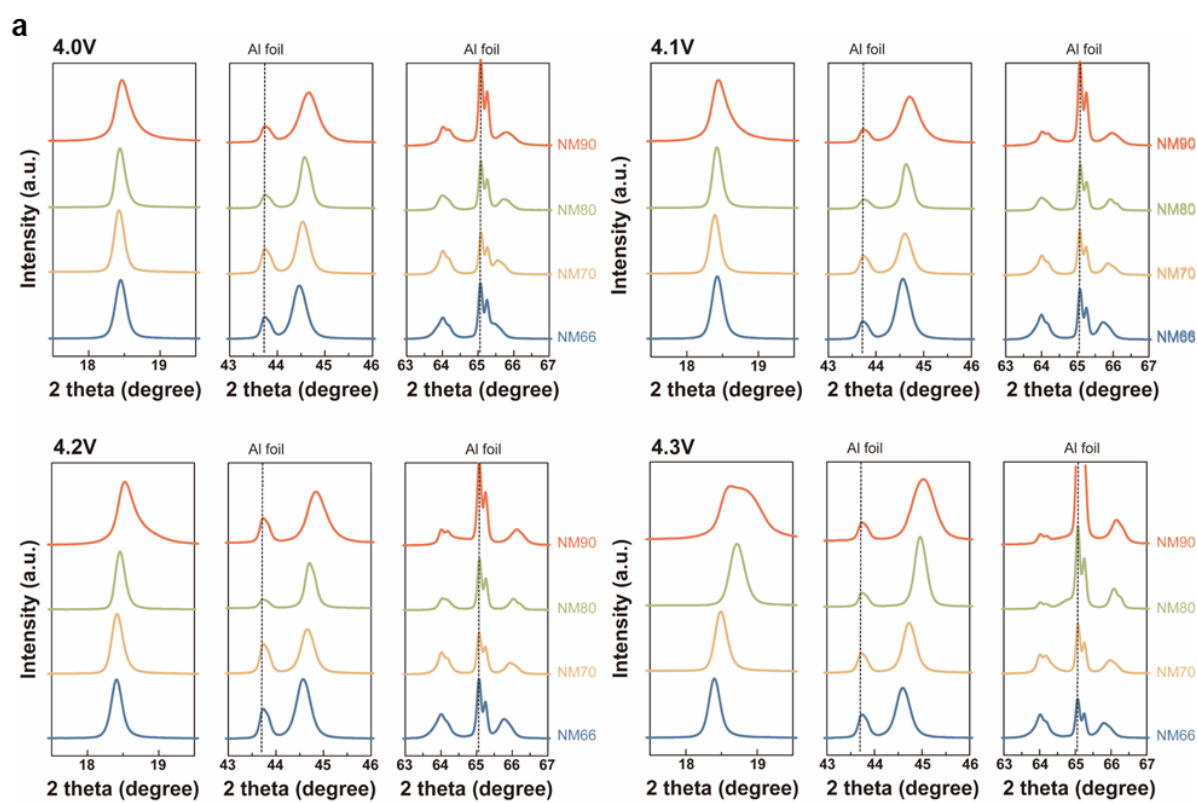 a
4.0V
Al foil
Al foil
NM90
NM80
NM70
NM66
Intensity (a.u.)
18 19
43 44 45 46
63 64 65 66 67
2 theta (degree) 2 theta (degree) 2 theta (degree)
4.1V
Al foil
Al foil
NM90
NM80
NM70
NM66
Intensity (a.u.)
18 19
43 44 45 46
63 64 65 66 67
2 theta (degree) 2 theta (degree) 2 theta (degree)
4.2V
Al foil
Al foil
NM90
NM80
NM70
NM66
Intensity (a.u.)
18 19
43 44 45 46
63 64 65 66 67
2 theta (degree) 2 theta (degree) 2 theta (degree)
4.3V
Al foil
Al foil
NM90
NM80
NM70
NM66
Intensity (a.u.)
18 19
43 44 45 46
63 64 65 66 67
2 theta (degree) 2 theta (degree) 2 theta (degree)